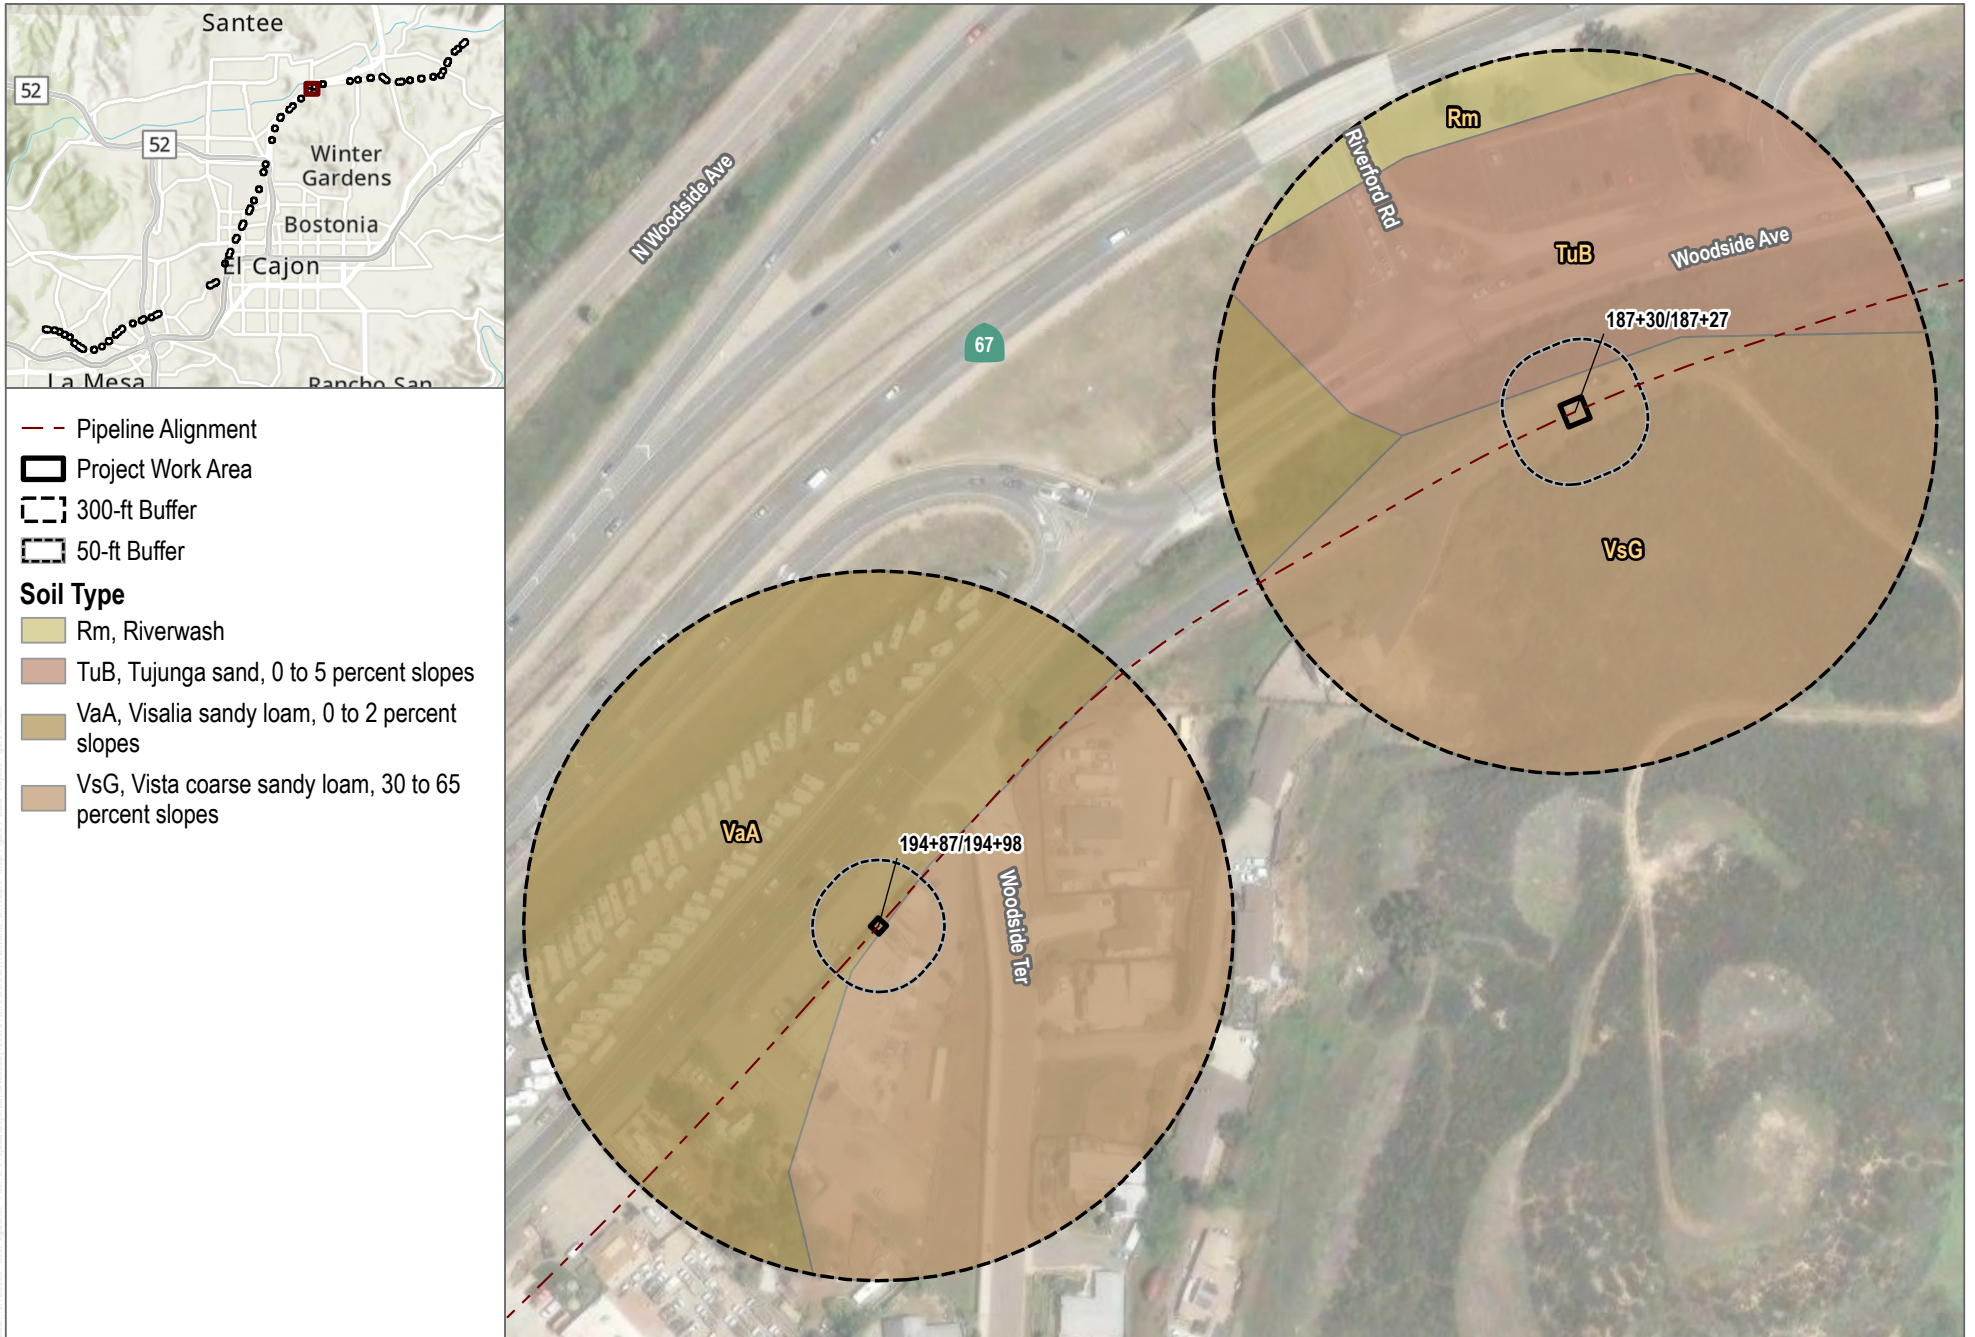 Santee
52
52
Winter
Gardens
Bostonia
El Cajon
La Mesa
Rancho San
Pipeline Alignment
Project Work Area
300-ft Buffer
50-ft Buffer
Soil Type
Rm, Riverwash
TuB, Tujunga sand, 0 to 5 percent slopes
VaA, Visalia sandy loam, 0 to 2 percent
slopes
VsG, Vista coarse sandy loam, 30 to 65
percent slopes
N Woodside Ave
67
Rm
Riverford Rd
TuB
Woodside Ave
187+30/187+27
VsG
VaA
194+87/194+98
Woodside Ter